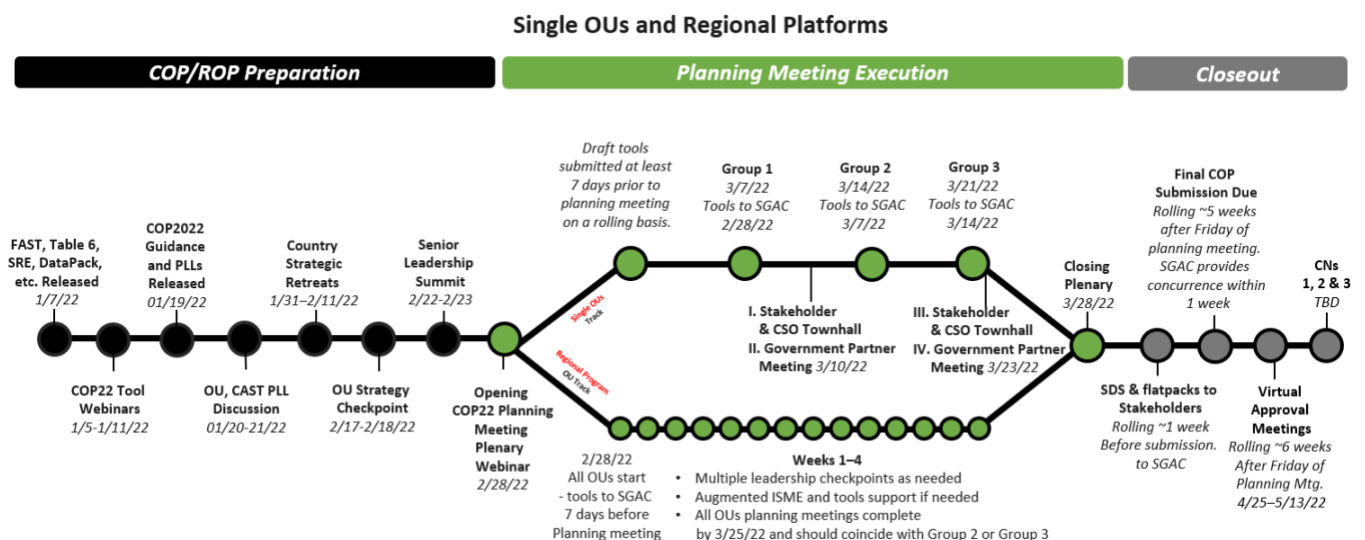 Single OUs and Regional Platforms
COP/ROP Preparation
Planning Meeting Execution
Closeout
FAST, Table 6,
SRE, DataPack,
etc. Released
1/7/22
COP2022
Guidance
and PLLs
Released
01/19/22
Country
Strategic
Retreats
1/31–2/11/22
Senior
Leadership
Summit
2/22-2/23
COP22 Tool
Webinars
1/5-1/11/22
OU, CAST PLL
Discussion
01/20-21/22
OU Strategy
Checkpoint
2/17-2/18/22
Opening
COP22 Planning
Meeting
Plenary
Webinar
2/28/22
Single OUs
Track
Regional Program
OU Track
Draft tools
submitted at least
7 days prior to
planning meeting
on a rolling basis.
Group 1
3/7/22
Tools to SGAC
2/28/22
Group 2
3/14/22
Tools to SGAC
3/7/22
Group 3
3/21/22
Tools to SGAC
3/14/22
I. Stakeholder
& CSO Townhall
II. Government Partner
Meeting 3/10/22
III. Stakeholder
& CSO Townhall
IV. Government Partner
Meeting 3/23/22
2/28/22
All OUs start
- tools to SGAC
7 days before
Planning meeting
Weeks 1–4
• Multiple leadership checkpoints as needed
• Augmented ISME and tools support if needed
• All OUs planning meetings complete
by 3/25/22 and should coincide with Group 2 or Group 3
Closing
Plenary
3/28/22
Final COP
Submission Due
Rolling ~5 weeks
after Friday of
planning meeting.
SGAC provides
concurrence within
1 week
CNs
1, 2 & 3
TBD
SDS & flatpacks to
Stakeholders
Rolling ~1 week
Before submission.
to SGAC
Virtual
Approval
Meetings
Rolling ~6 weeks
After Friday of
Planning Mtg.
4/25–5/13/22